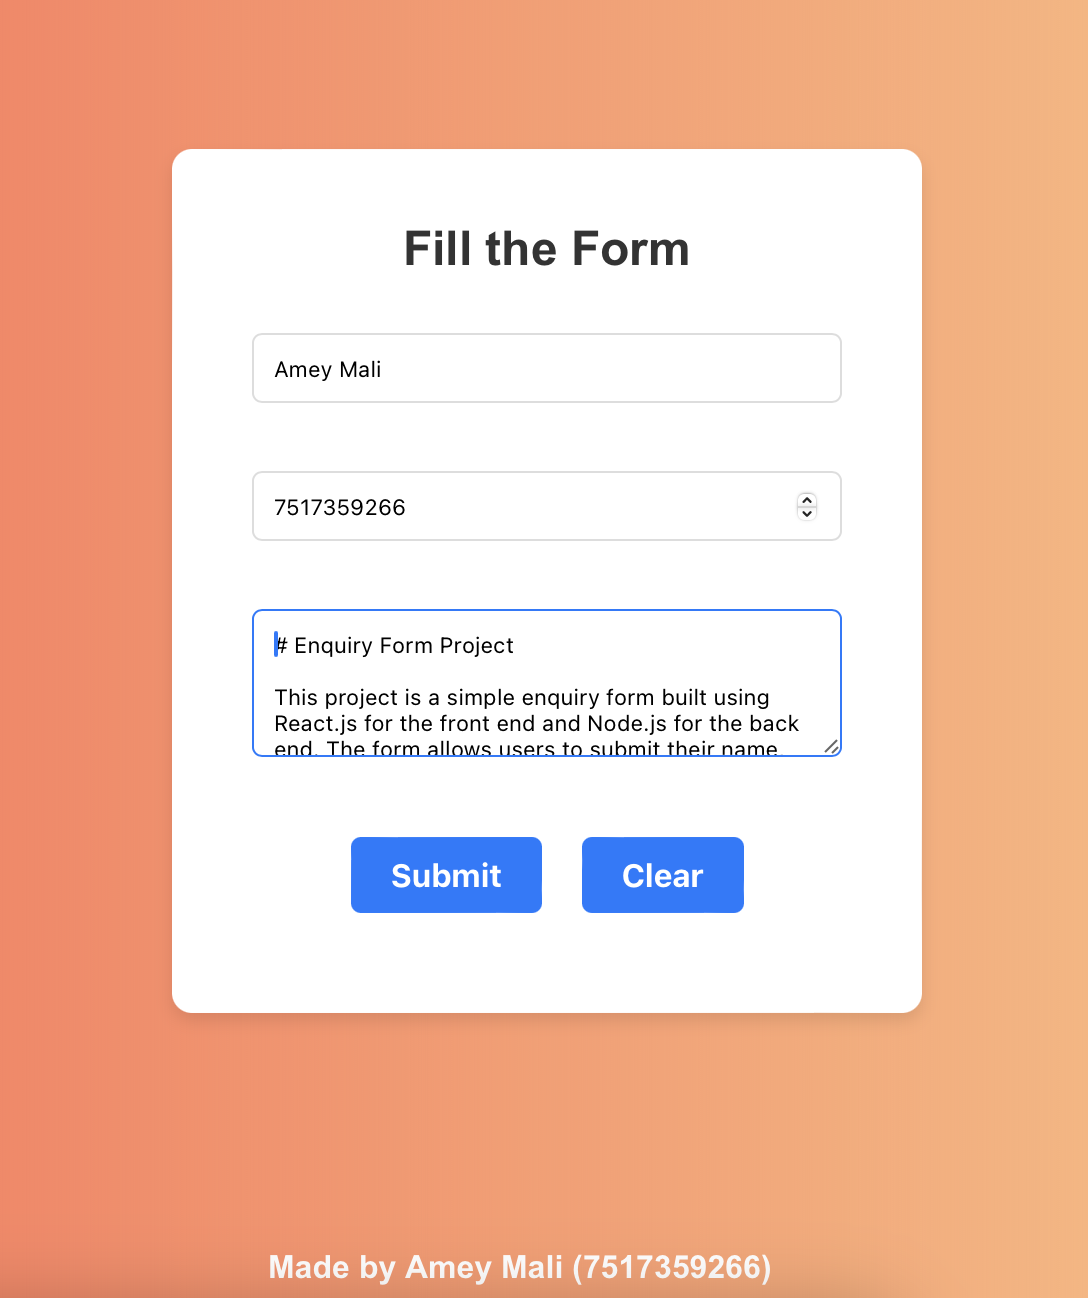 Fill the Form
Amey Mali
7517359266
# Enquiry Form Project
This project is a simple enquiry form built using
React.js for the front end and Node.js for the back
end. The form allows users to submit their name
Submit
Clear
Made by Amey Mali (7517359266)